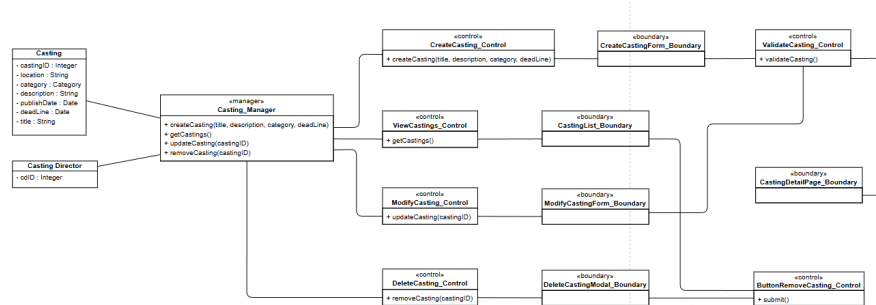 Casting
- castingID : Integer
- location : String
- category : Category
- description : String
- publishDate : Date
- deadLine : Date
- title : String
Casting Director
- cdID : Integer
«manager»
Casting_Manager
+ createCasting(title, description, category, deadLine)
+ getCastings()
+ updateCasting(castingID)
+ removeCasting(castingID)
«control»
CreateCasting_Control
+ createCasting(title, description, category, deadLine)
«boundary»
CreateCastingForm_Boundary
«control»
ValidateCasting_Control
+ validateCasting()
«control»
ViewCastings_Control
+ getCastings()
«boundary»
CastingList_Boundary
«boundary»
CastingDetailPage_Boundary
«control»
ModifyCasting_Control
+ updateCasting(castingID)
«boundary»
ModifyCastingForm_Boundary
«control»
DeleteCasting_Control
+ removeCasting(castingID)
«boundary»
DeleteCastingModal_Boundary
«control»
ButtonRemoveCasting_Control
+ submit()